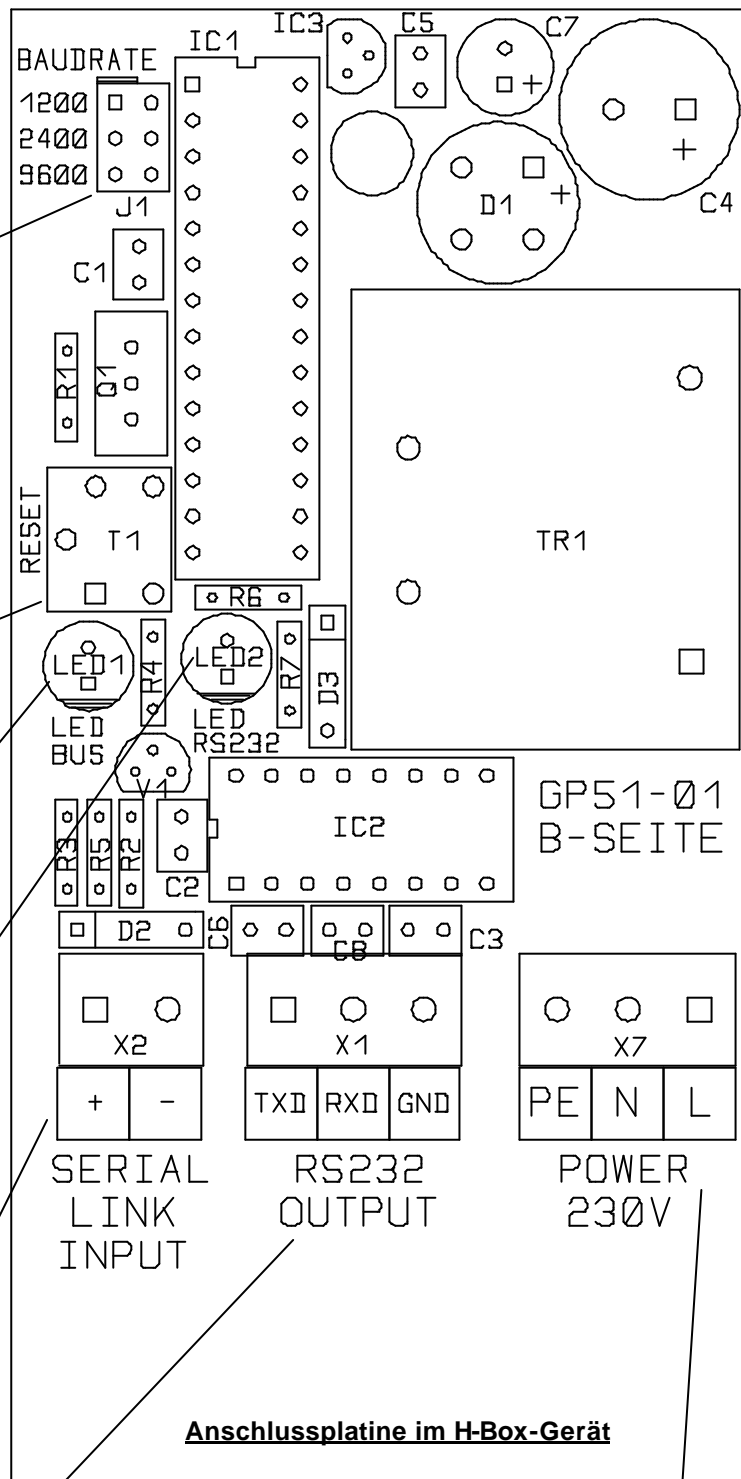 IC3
C5
C7
IC1
BAUDRATE
1200
2400
9600
+
+
J1
D1
+
C4
C1
R1
Q1
RESET
T1
TR1
R6
LED1
R4
LED2
R7
D3
LED
BUS
LED
RS232
V1
GP51-01
B-SEITE
IC2
R3
R5
R2
C2
D2
C6
C8
C3
X2
X1
X7
+ -
TXD RXD GND
PE N L
SERIAL
LINK
INPUT
RS232
OUTPUT
POWER
230V
Anschlussplatine im H-Box-Gerät